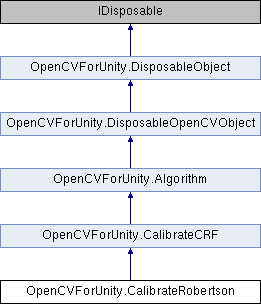 IDisposable
OpenCVForUnity.DisposableObject
OpenCVForUnity.DisposableOpenCVObject
OpenCVForUnity.Algorithm
OpenCVForUnity.CalibrateCRF
OpenCVForUnity.CalibrateRobertson